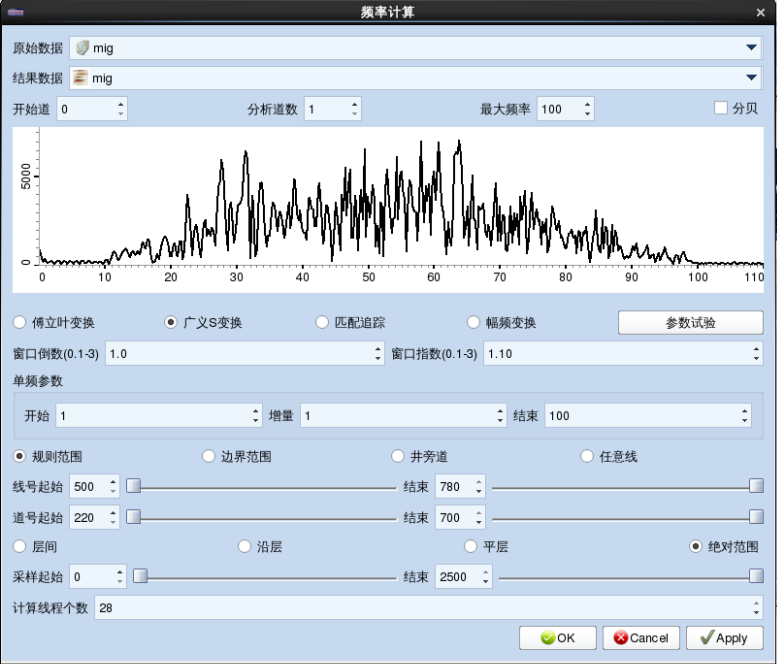 频率计算
原始数据 mig
结果数据 mig
开始道 0 分析道数 1 最大频率 100 分贝
5000
0
0 10 20 30 40 50 60 70 80 90 100 110
傅立叶变换 广义S变换 匹配追踪 幅频变换 参数试验
窗口倒数(0.1-3) 1.0 窗口指数(0.1-3) 1.10
单频参数
开始 1 增量 1 结束 100
规则范围 边界范围 井旁道 任意线
线号起始 500 结束 780
道号起始 220 结束 700
层间 沿层 平层 绝对范围
采样起始 0 结束 2500
计算线程个数 28
OK Cancel Apply